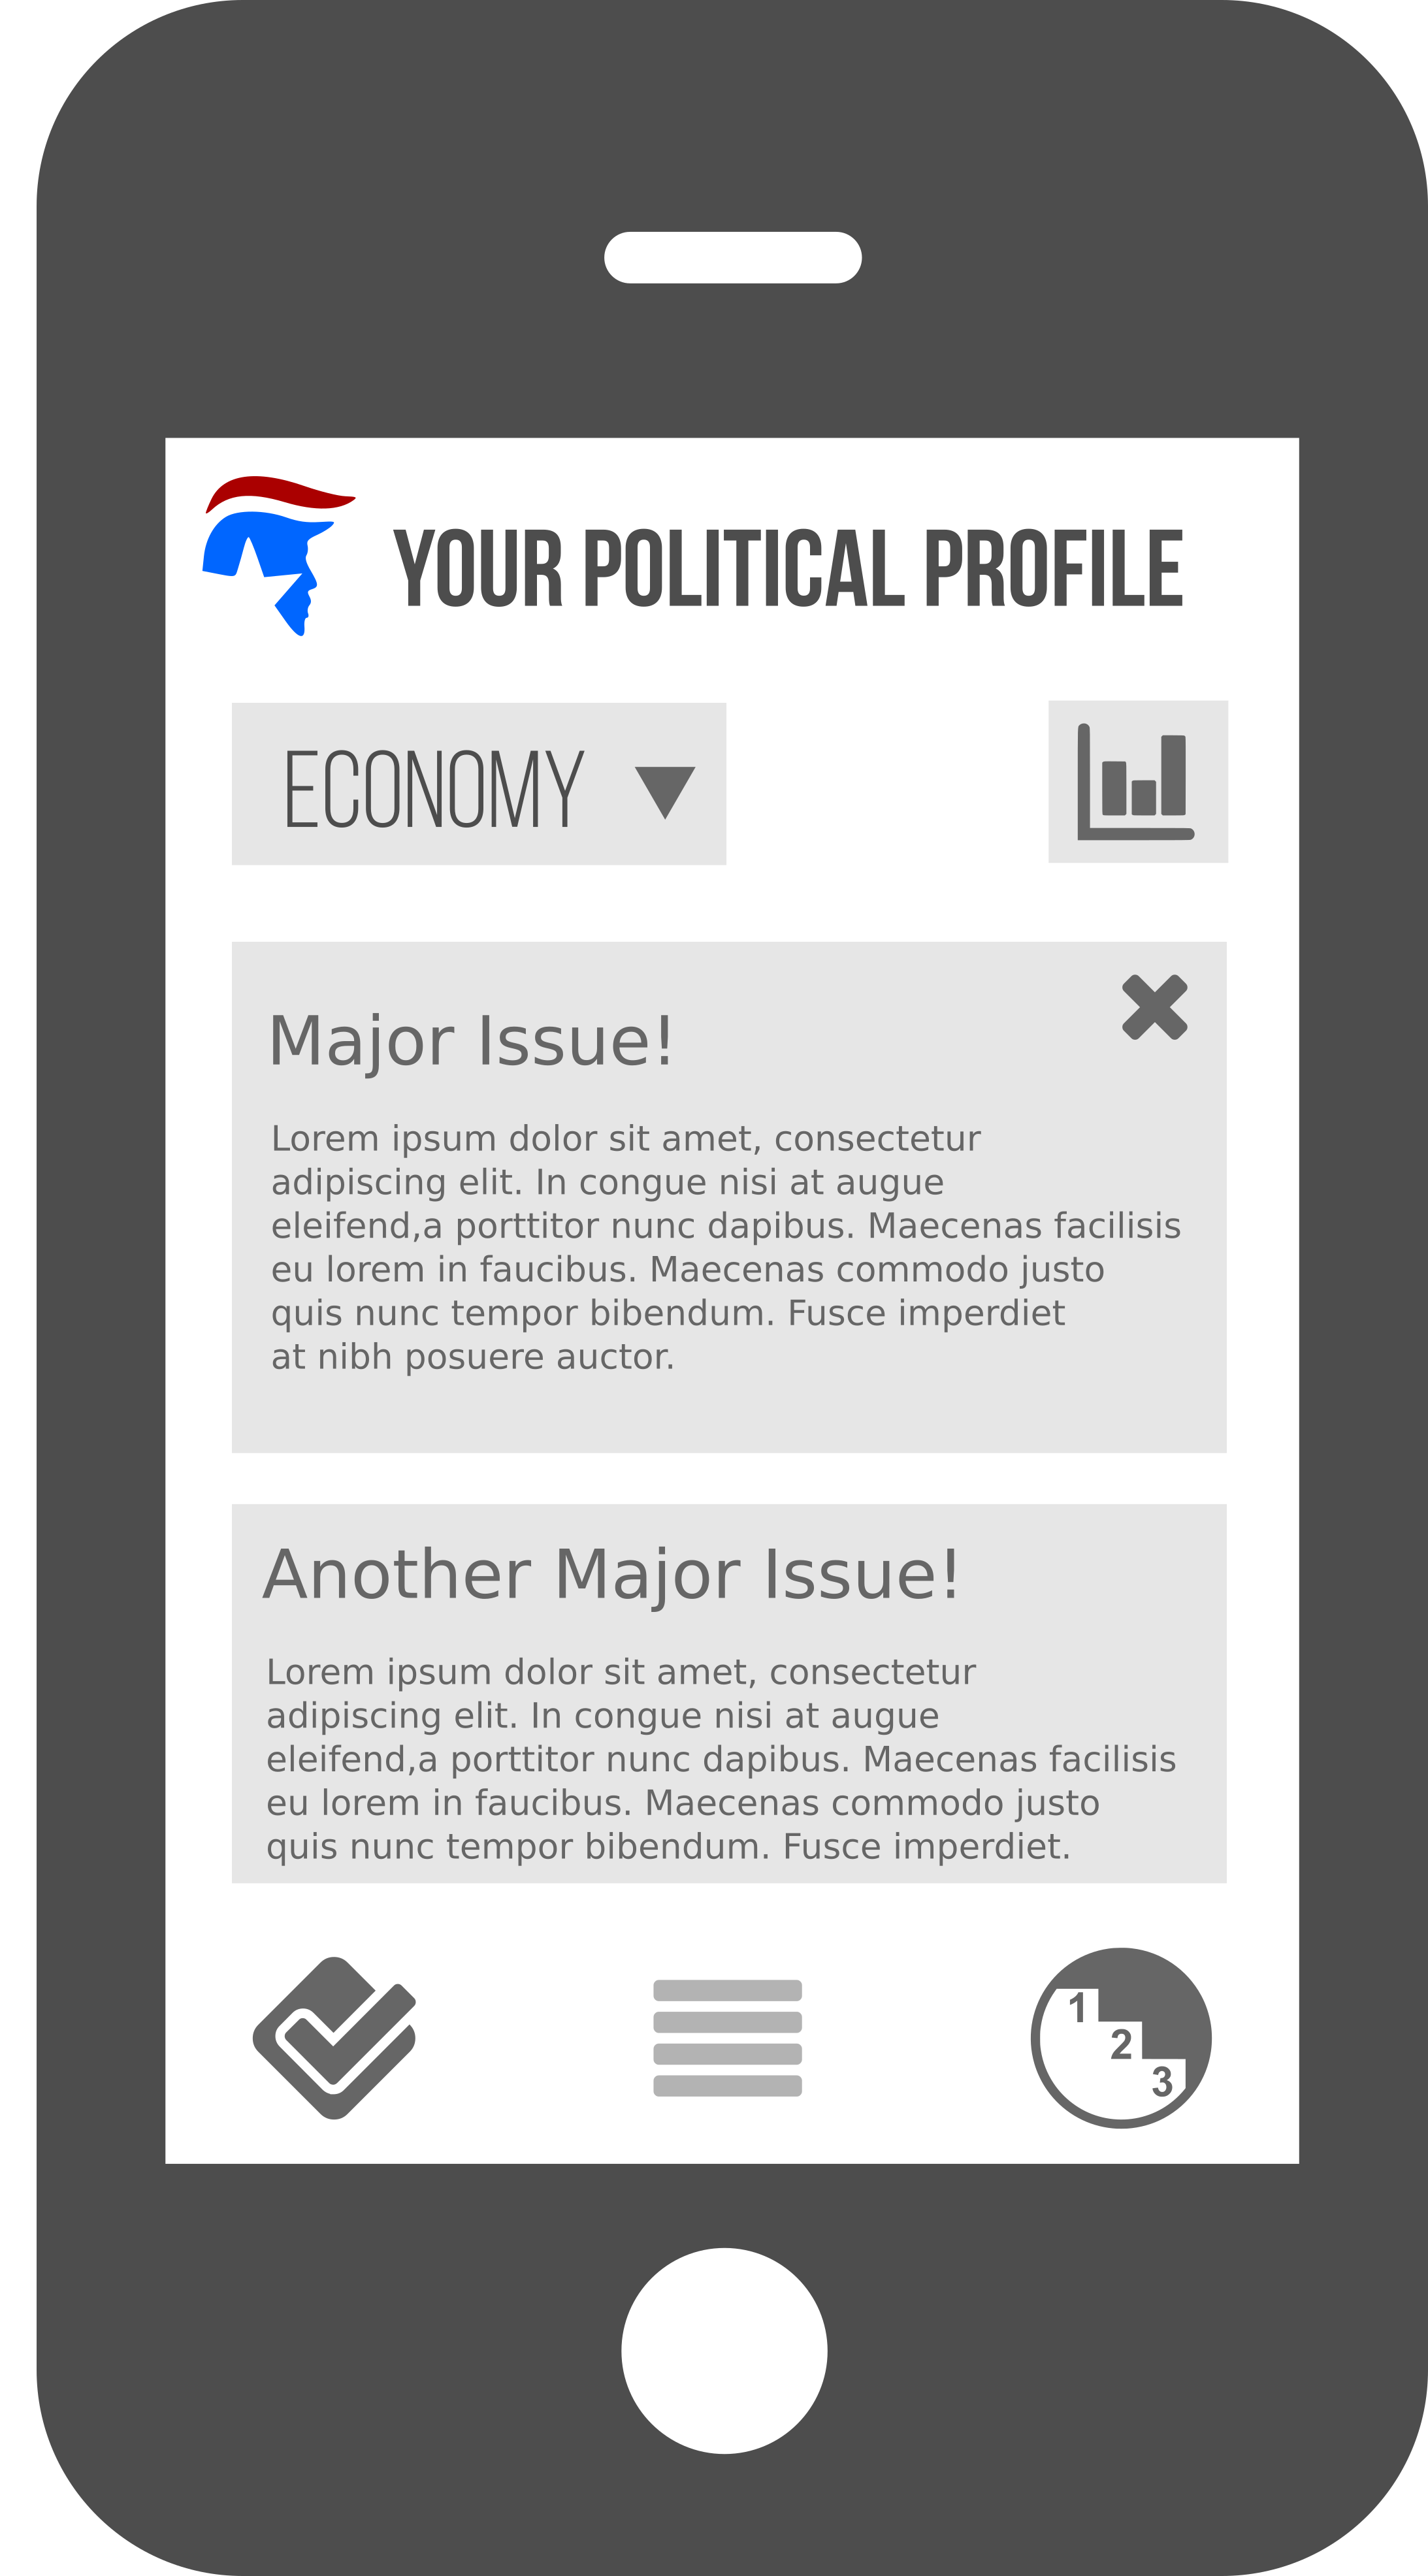 YOUR POLITICAL PROFILE
ECONOMY
Major Issue!
Lorem ipsum dolor sit amet, consectetur
adipiscing elit. In congue nisi at augue
eleifend,a porttitor nunc dapibus. Maecenas facilisis
eu lorem in faucibus. Maecenas commodo justo
quis nunc tempor bibendum. Fusce imperdiet
at nibh posuere auctor.
Another Major Issue!
Lorem ipsum dolor sit amet, consectetur
adipiscing elit. In congue nisi at augue
eleifend,a porttitor nunc dapibus. Maecenas facilisis
eu lorem in faucibus. Maecenas commodo justo
quis nunc tempor bibendum. Fusce imperdiet.
1
2
3